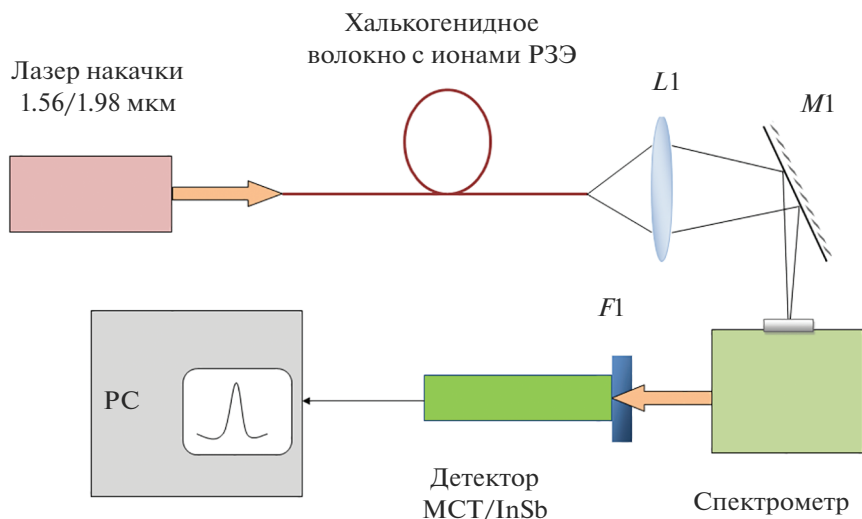 Халькогенидное
волокно с ионами РЗЭ
Лазер накачки
1.56/1.98 мкм
L1
M1
F1
PC
Детектор
MCT/InSb
Спектрометр